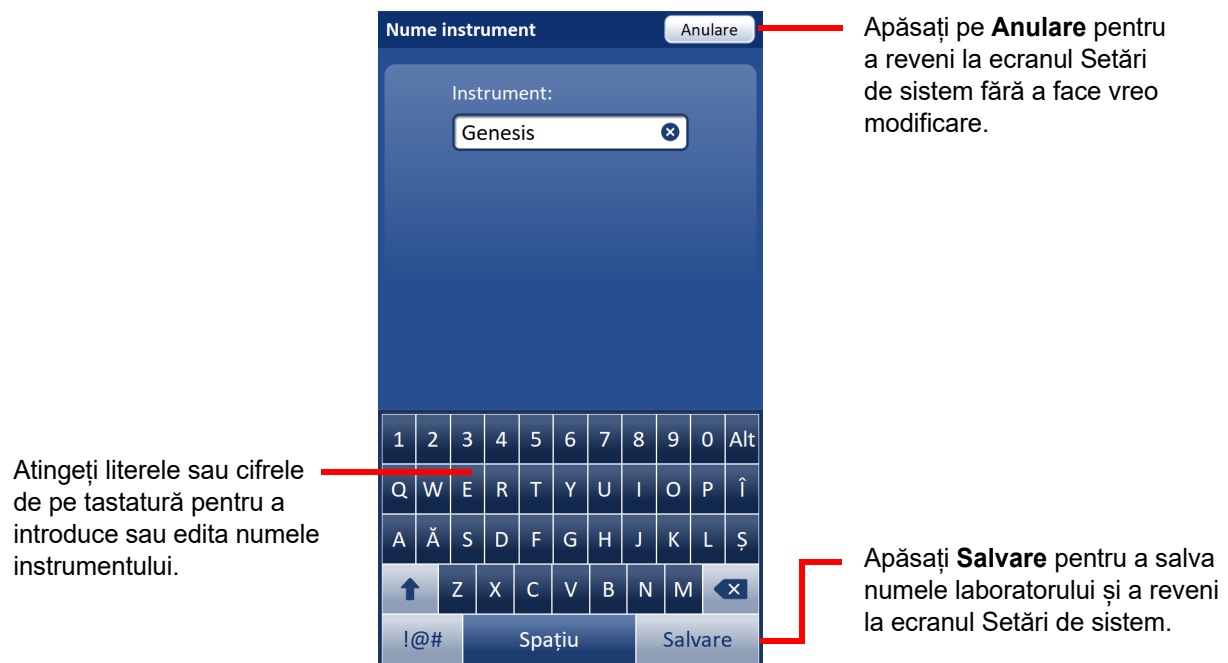 Nume instrument
Anulare
Apăsați pe Anulare pentru
a reveni la ecranul Setări
de sistem fără a face vreo
modificare.
Instrument:
Genesis
1 2 3 4 5 6 7 8 9 0 Alt
Q W E R T Y U I O P Î
A Ă S D F G H J K L Ș
Z X C V B N M
!@# Spațiu Salvare
Atingeți literele sau cifrele
de pe tastatură pentru a
introduce sau edita numele
instrumentului.
Apăsați Salvare pentru a salva
numele laboratorului și a reveni
la ecranul Setări de sistem.